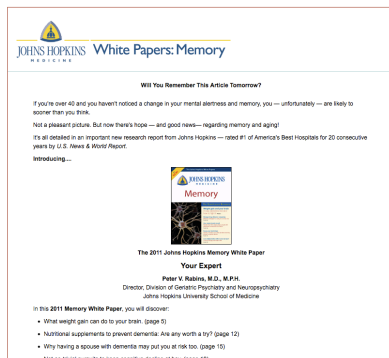 JOHNS HOPKINS
MEDICINE
White Papers: Memory
Will You Remember This Article Tomorrow?
If you're over 40 and you haven't noticed a change in your mental alertness and memory, you — unfortunately — are likely to
sooner than you think.
Not a pleasant picture. But now there's hope — and good news— regarding memory and aging!
It's all detailed in an important new research report from Johns Hopkins — rated #1 of America's Best Hospitals for 20 consecutive
years by U.S. News & World Report.
Introducing....
JOHNS HOPKINS
MEDICINE
Memory
The 2011 Johns Hopkins Memory White Paper
Your Expert
Peter V. Rabins, M.D., M.P.H.
Director, Division of Geriatric Psychiatry and Neuropsychiatry
Johns Hopkins University School of Medicine
In this 2011 Memory White Paper, you will discover:
• What weight gain can do to your brain. (page 5)
• Nutritional supplements to prevent dementia: Are any worth a try? (page 12)
• Why having a spouse with dementia may put you at risk too. (page 15)